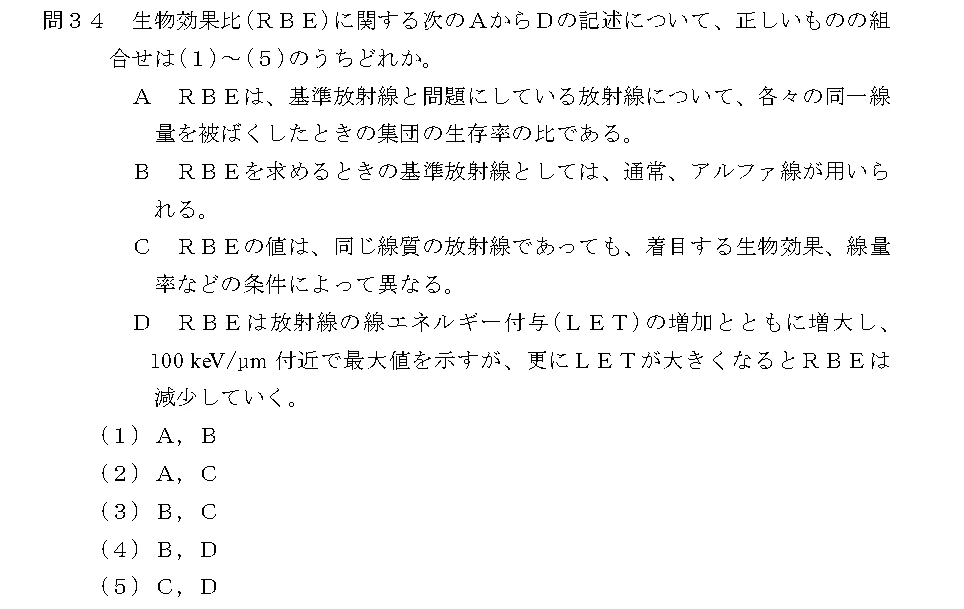 問34　生物効果比(RBE)に関する次のAからDの記述について、正しいものの組
合せは(1)～(5)のうちどれか。
A　RBEは、基準放射線と問題にしている放射線について、各々の同一線
量を被ばくしたときの集団の生存率の比である。
B　RBEを求めるときの基準放射線としては、通常、アルファ線が用いら
れる。
C　RBEの値は、同じ線質の放射線であっても、着目する生物効果、線量
率などの条件によって異なる。
D　RBEは放射線の線エネルギー付与(LET)の増加とともに増大し、
100 keV/µm 付近で最大値を示すが、更にLETが大きくなるとRBEは
減少していく。
(1) A, B
(2) A, C
(3) B, C
(4) B, D
(5) C, D